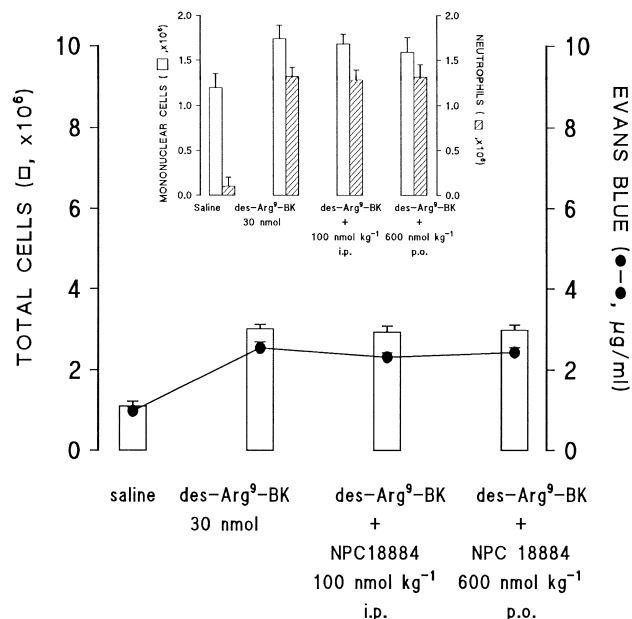 2.0
1.5
1.0
0.5
0.0
MONONUCLEAR CELLS (□, x10⁶)
2.0
1.5
1.0
0.5
0.0
NEUTROPHILS (▨, x10⁶)
Saline
des-Arg⁹-BK
30 nmol
des-Arg⁹-BK
+
100 nmol kg⁻¹
i.p.
des-Arg⁹-BK
+
600 nmol kg⁻¹
p.o.
10
8
6
4
2
0
TOTAL CELLS (□, x10⁶)
10
8
6
4
2
0
EVANS BLUE (●-●, μg/ml)
saline
des-Arg⁹-BK
30 nmol
des-Arg⁹-BK
+
NPC18884
100 nmol kg⁻¹
i.p.
des-Arg⁹-BK
+
NPC 18884
600 nmol kg⁻¹
p.o.